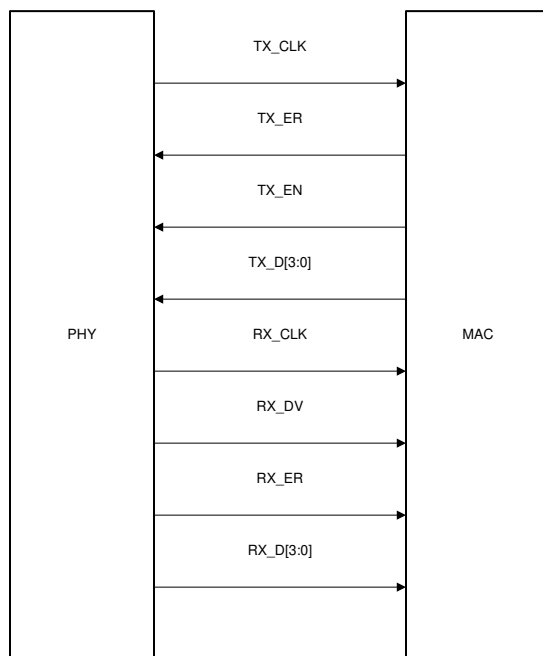 TX_CLK
TX_ER
TX_EN
TX_D[3:0]
PHY
RX_CLK
MAC
RX_DV
RX_ER
RX_D[3:0]